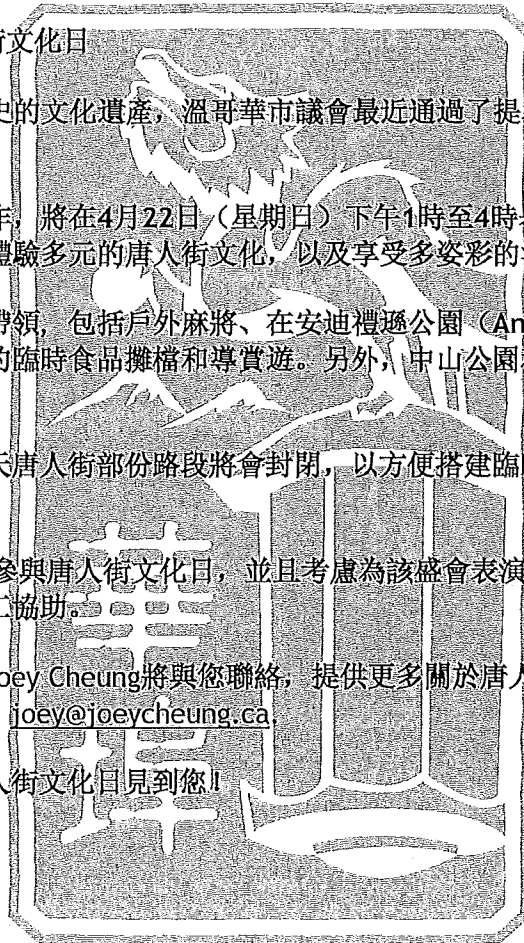 街文化日
史的文化遺產，溫哥華市議會最近通過了提
年，將在4月22日（星期日）下午1時至4時
體驗多元的唐人街文化，以及享受多姿彩的
帶領, 包括戶外麻將、在安迪禮遜公園（An
的臨時食品攤檔和導賞遊。另外，中山公園
天唐人街部份路段將會封閉，以方便搭建臨
華
參與唐人街文化日，並且考慮為該盛會表演
工協助。
oey Cheung將與您聯絡，提供更多關於唐人
joey@joeycheung.ca.
埠
人街文化日見到您!